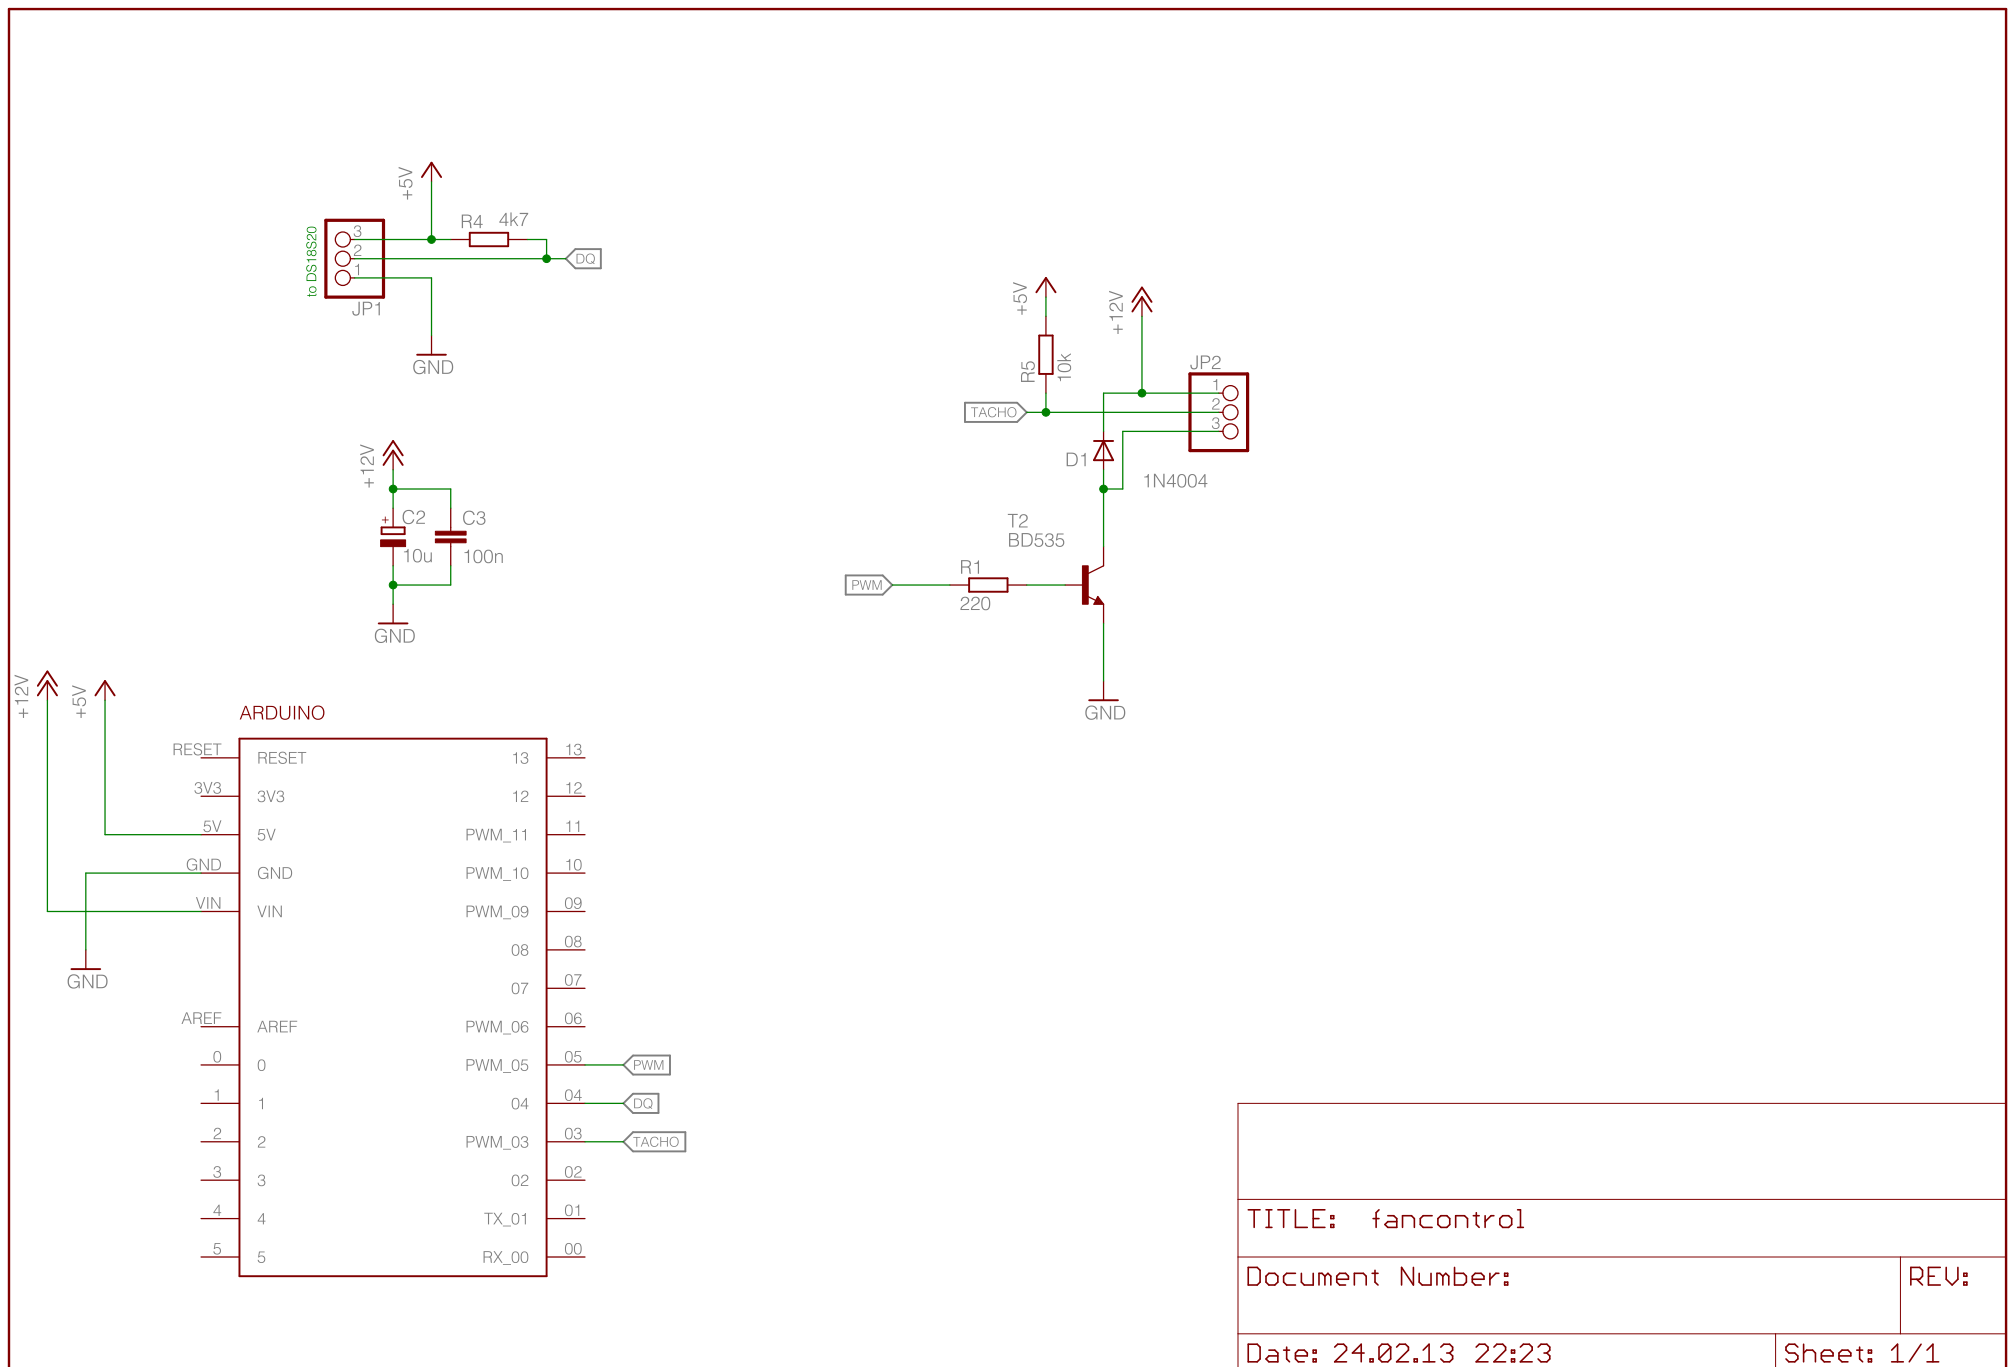 +5V
R4 4k7
to DS18S20
3
2
1
DQ
JP1
GND
+5V
+12V
R5
10k
JP2
TACHO
1
2
3
D1
1N4004
+12V
+ C2
10u
C3
100n
GND
T2
BD535
PWM
R1
220
GND
+12V
+5V
ARDUINO
RESET RESET 13 13
3V3 3V3 12 12
5V 5V PWM_11 11
GND GND PWM_10 10
VIN VIN PWM_09 09
08 08
GND
07 07
AREF AREF PWM_06 06
0 0 PWM_05 05 PWM
1 1 04 04 DQ
2 2 PWM_03 03 TACHO
3 3 02 02
4 4 TX_01 01
5 5 RX_00 00
TITLE: fancontrol
Document Number:
REV:
Date: 24.02.13 22:23
Sheet: 1/1